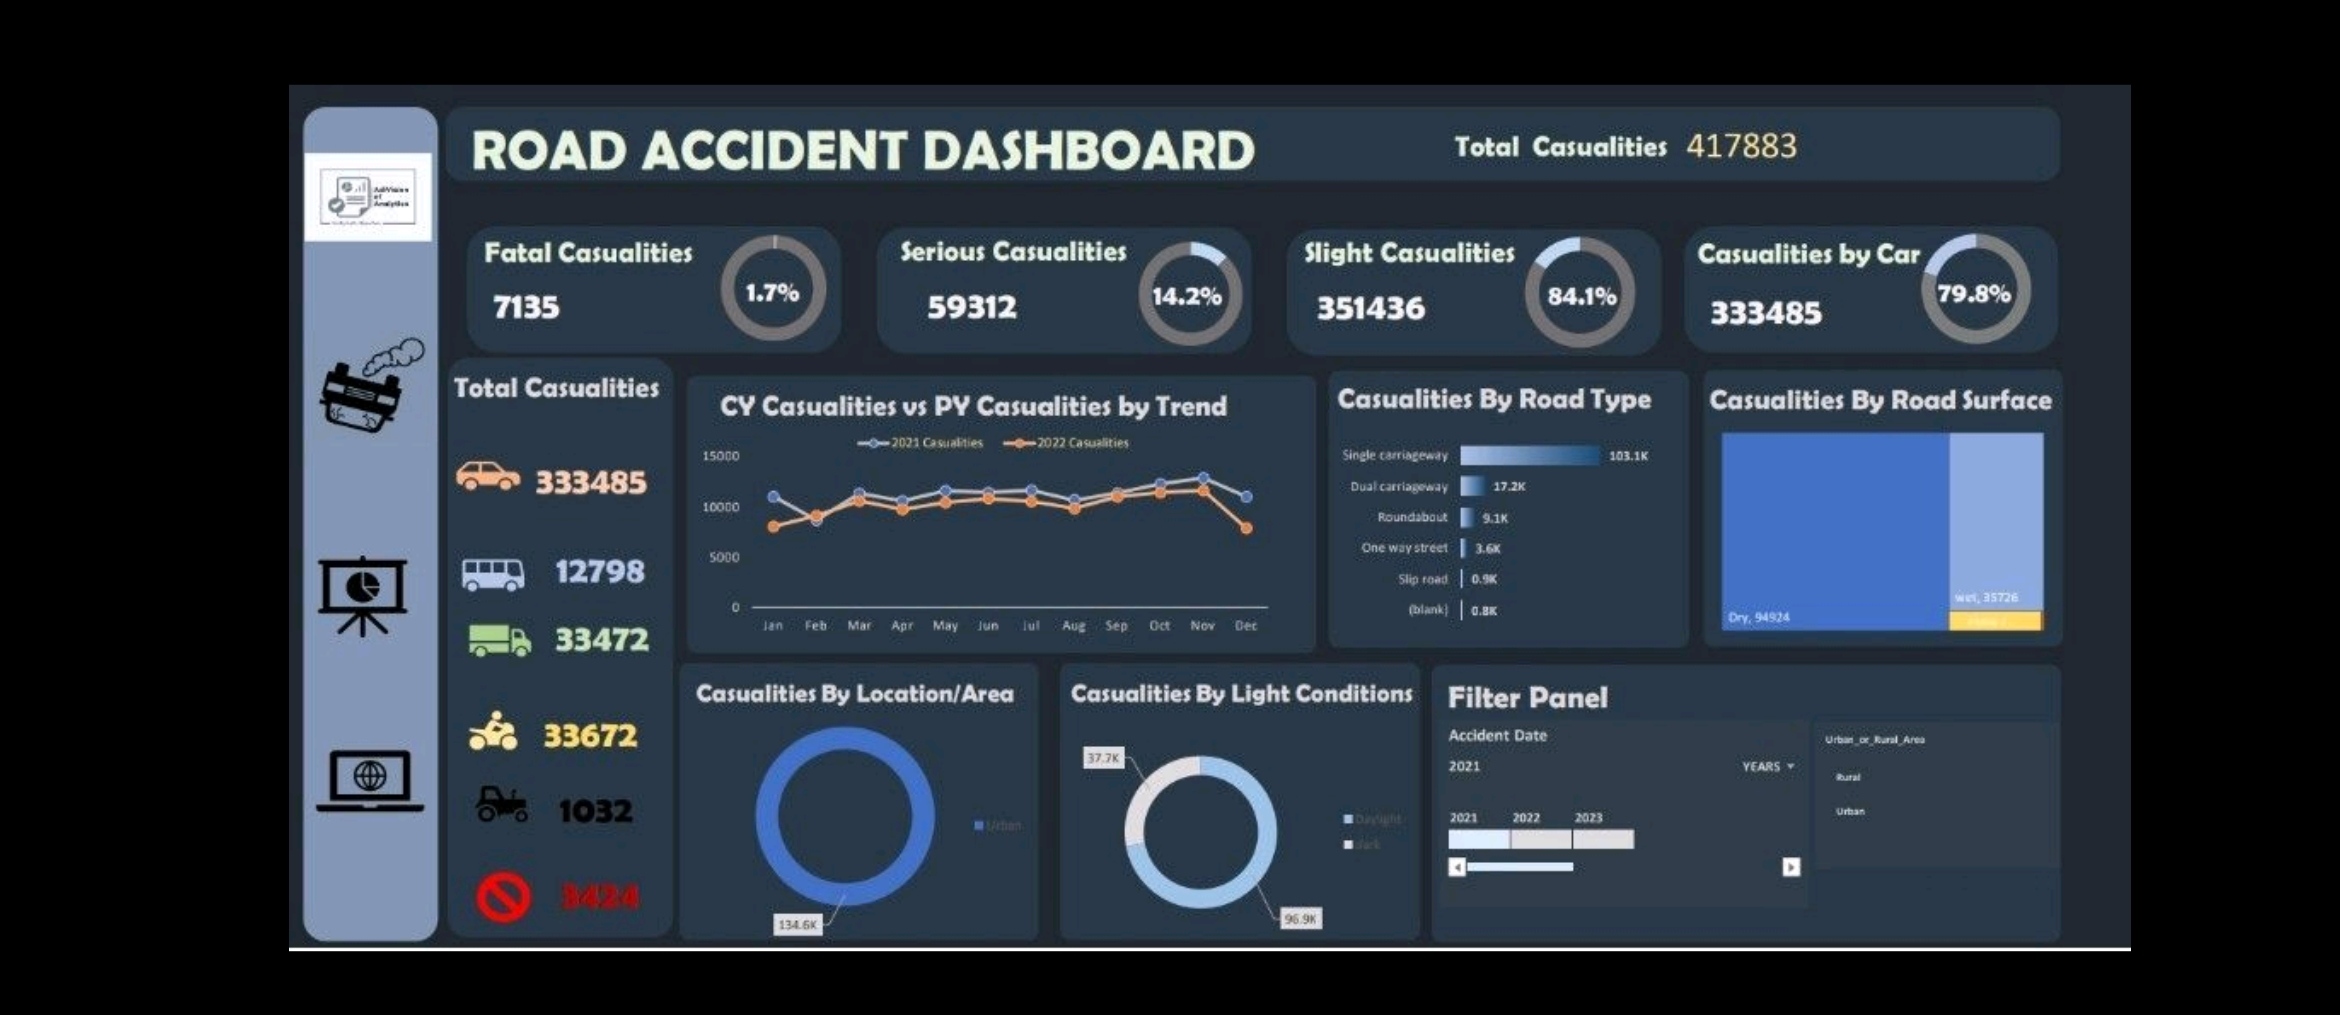 AdVision
of
Analytics
ROAD ACCIDENT DASHBOARD
Total Casualities 417883
Fatal Casualities
7135
1.7%
Serious Casualities
59312
14.2%
Slight Casualities
351436
84.1%
Casualities by Car
333485
79.8%
Total Casualities
333485
12798
33472
33672
1032
3424
CY Casualities vs PY Casualities by Trend
2021 Casualities 2022 Casualities
15000
10000
5000
0
Jan Feb Mar Apr May Jun Jul Aug Sep Oct Nov Dec
Casualities By Road Type
Single carriageway 103.1K
Dual carriageway 17.2K
Roundabout 9.1K
One way street 3.6K
Slip road 0.9K
(blank) 0.8K
Casualities By Road Surface
wet, 35726
Dry, 94924
Casualities By Location/Area
Urban
134.6K
Casualities By Light Conditions
37.7K
Daylight
dark
96.9K
Filter Panel
Accident Date
2021 YEARS
2021 2022 2023
Urban_or_Rural_Area
Rural
Urban